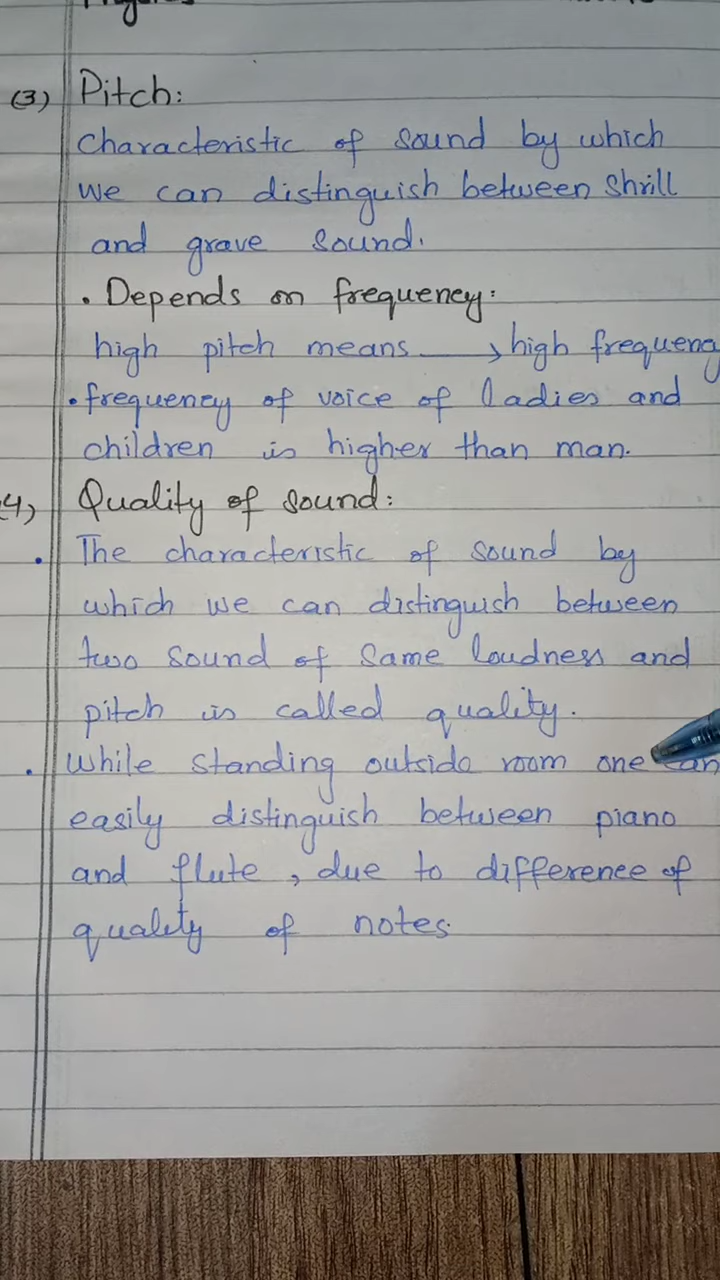 (3) Pitch:
Characteristic of sound by which
we can distinguish between shrill
and grave sound.
• Depends on frequency:
high pitch means → high frequency
• frequency of voice of ladies and
children is higher than man.
(4) Quality of sound:
• The characteristic of sound by
which we can distinguish between
two sound of same loudness and
pitch is called quality.
• While standing outside room one can
easily distinguish between piano
and flute, due to difference of
quality of notes.